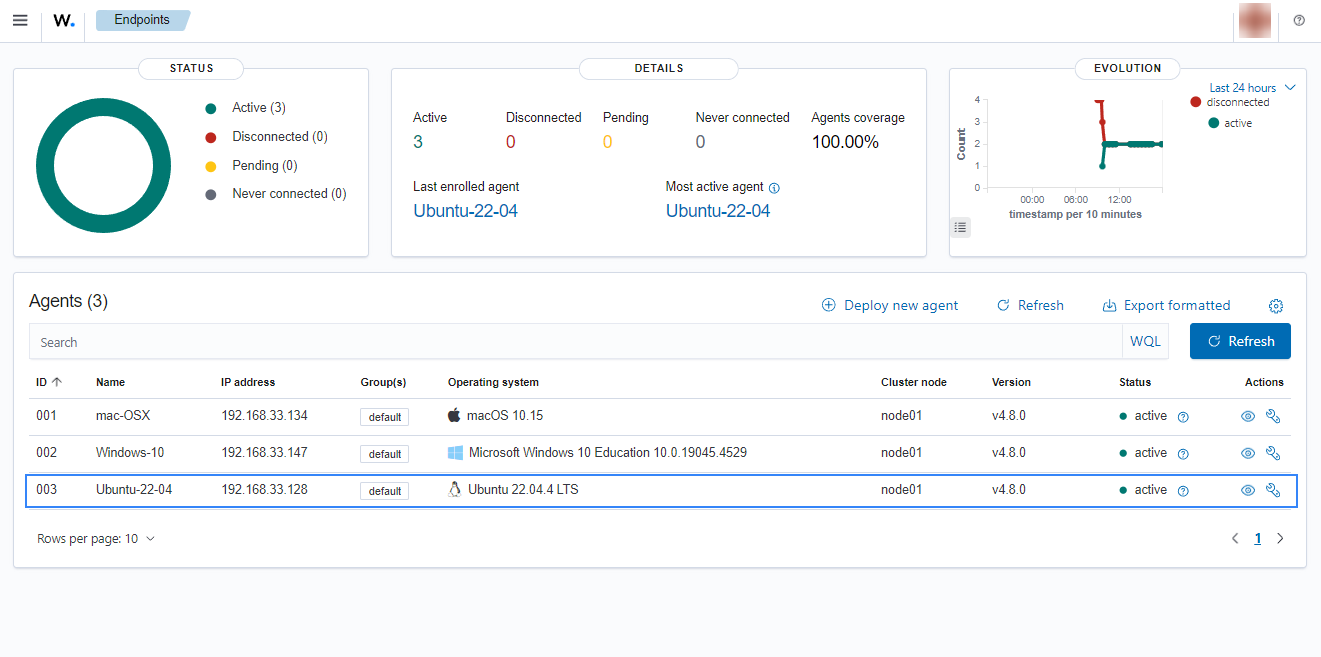 W. Endpoints
STATUS
Active (3)
Disconnected (0)
Pending (0)
Never connected (0)
DETAILS
Active Disconnected Pending Never connected Agents coverage
3 0 0 0 100.00%
Last enrolled agent Most active agent
Ubuntu-22-04 Ubuntu-22-04
EVOLUTION
Last 24 hours
disconnected
active
Count
4
3
2
1
0
00:00 06:00 12:00
timestamp per 10 minutes
Agents (3)
Deploy new agent Refresh Export formatted
Search WQL Refresh
ID Name IP address Group(s) Operating system Cluster node Version Status Actions
001 mac-OSX 192.168.33.134 default macOS 10.15 node01 v4.8.0 active
002 Windows-10 192.168.33.147 default Microsoft Windows 10 Education 10.0.19045.4529 node01 v4.8.0 active
003 Ubuntu-22-04 192.168.33.128 default Ubuntu 22.04.4 LTS node01 v4.8.0 active
Rows per page: 10 1